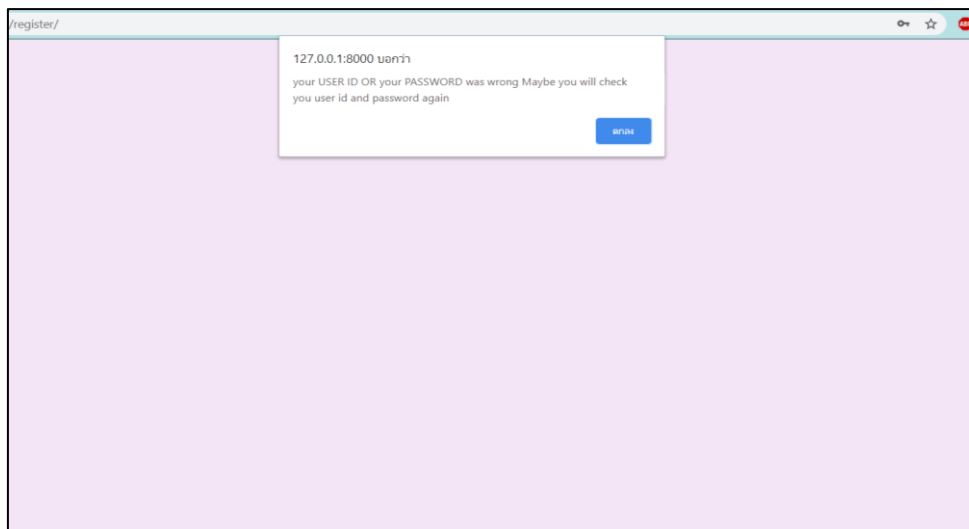 /register/
127.0.0.1:8000 บอกว่า
your USER ID OR your PASSWORD was wrong Maybe you will check
you user id and password again
ตกลง